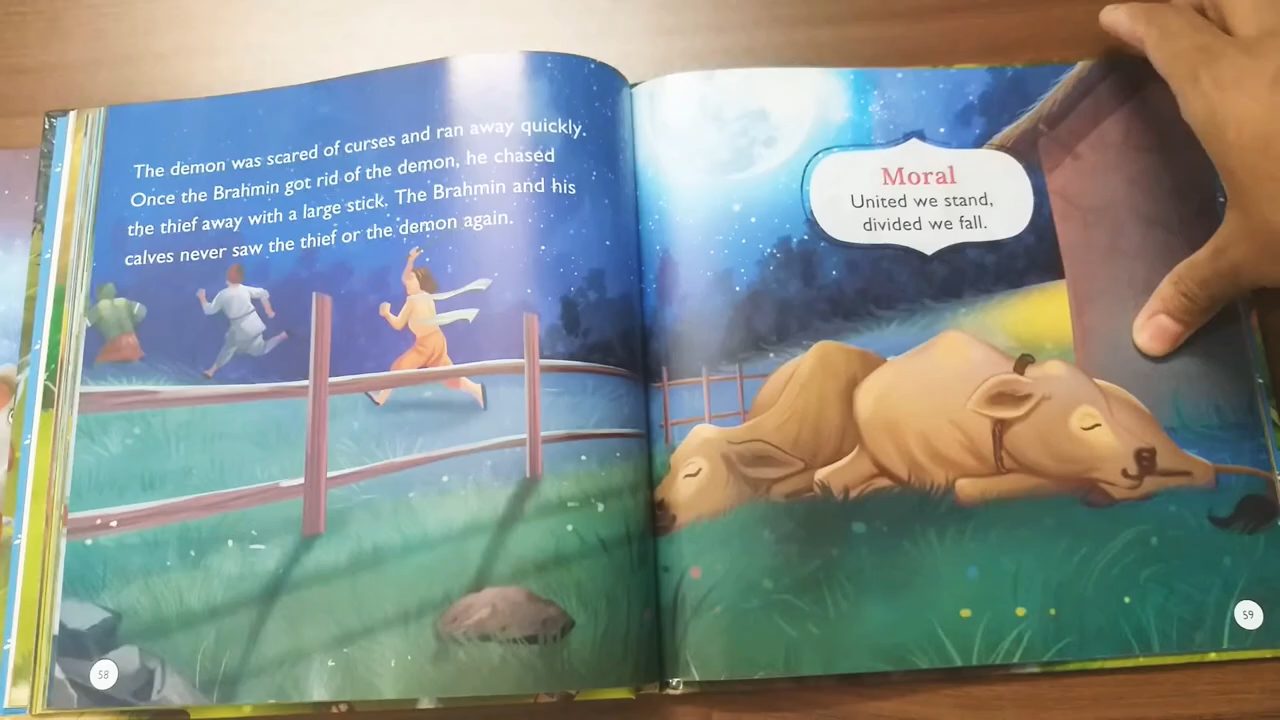 The demon was scared of curses and ran away quickly.
Once the Brahmin got rid of the demon, he chased
the thief away with a large stick. The Brahmin and his
calves never saw the thief or the demon again.
58
Moral
United we stand,
divided we fall.
59